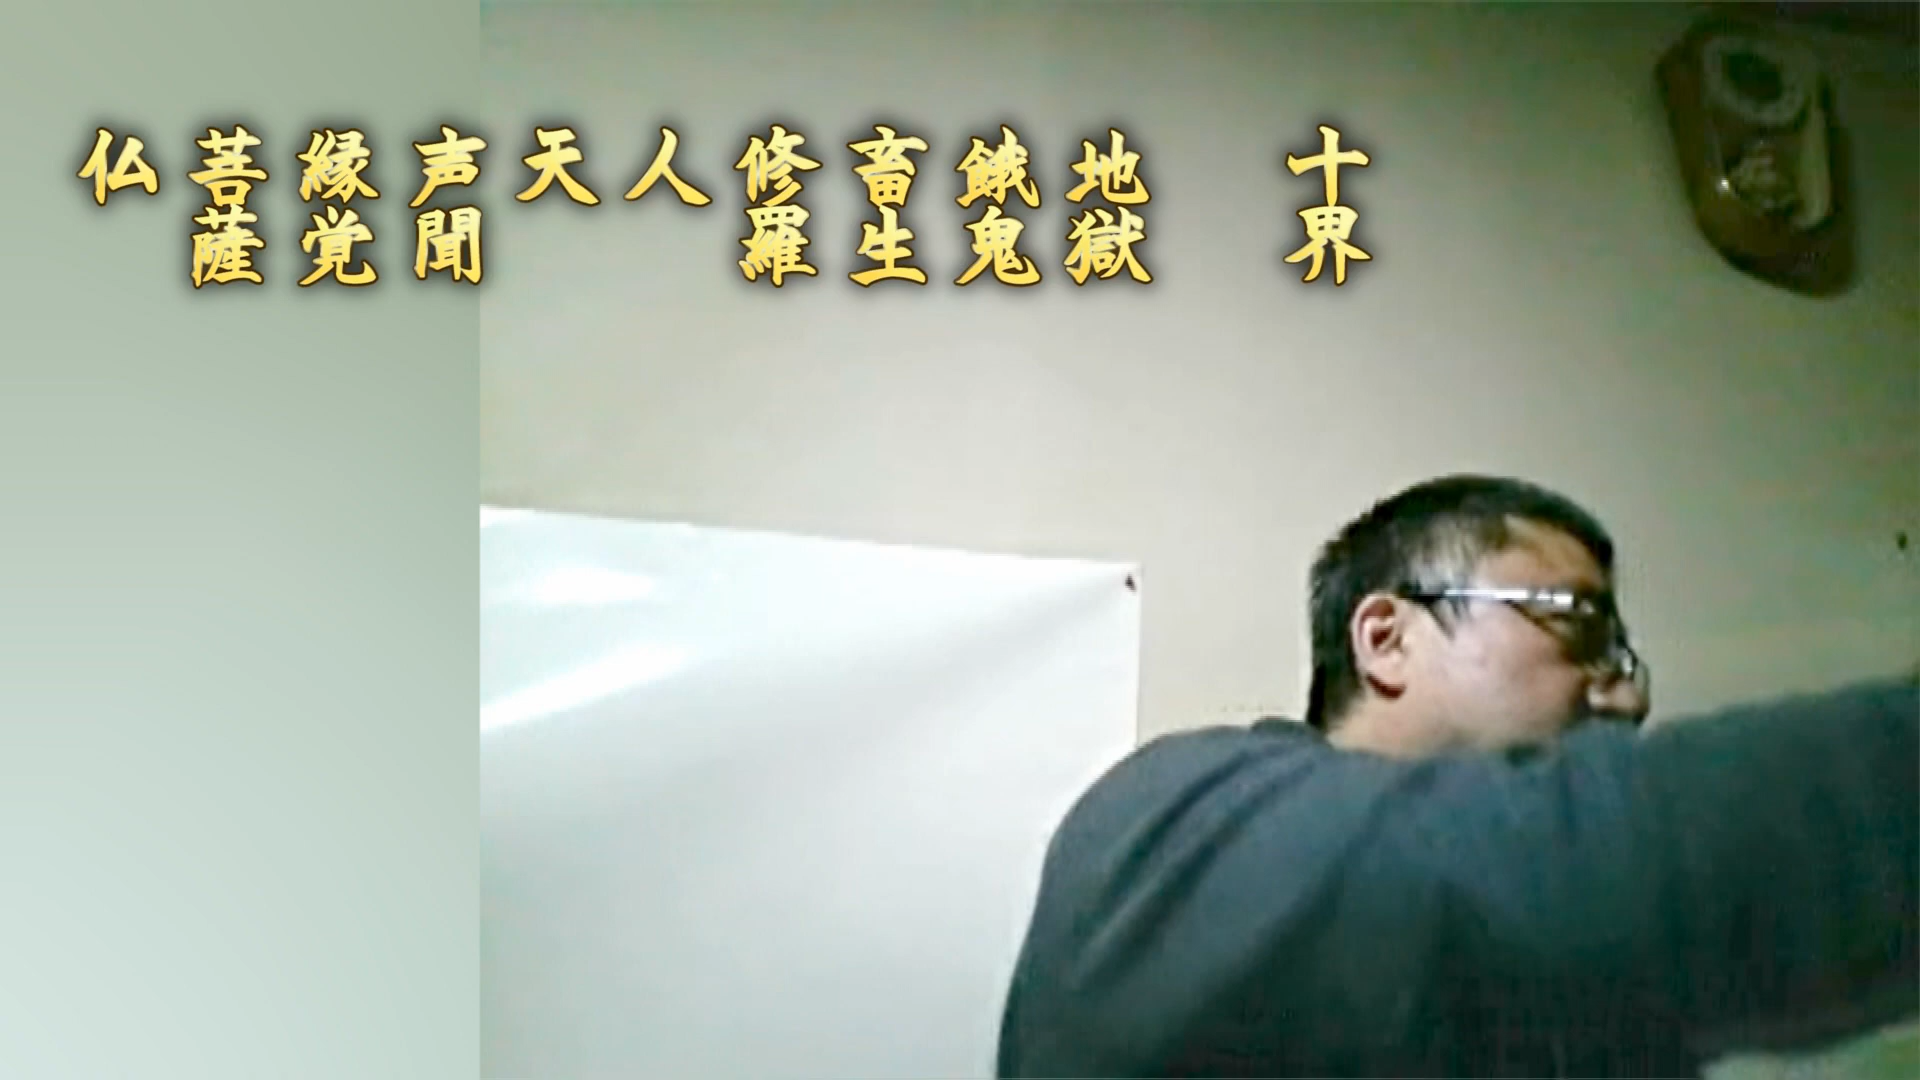 十界
地獄
餓鬼
畜生
修羅
人
天
声聞
縁覚
菩薩
仏